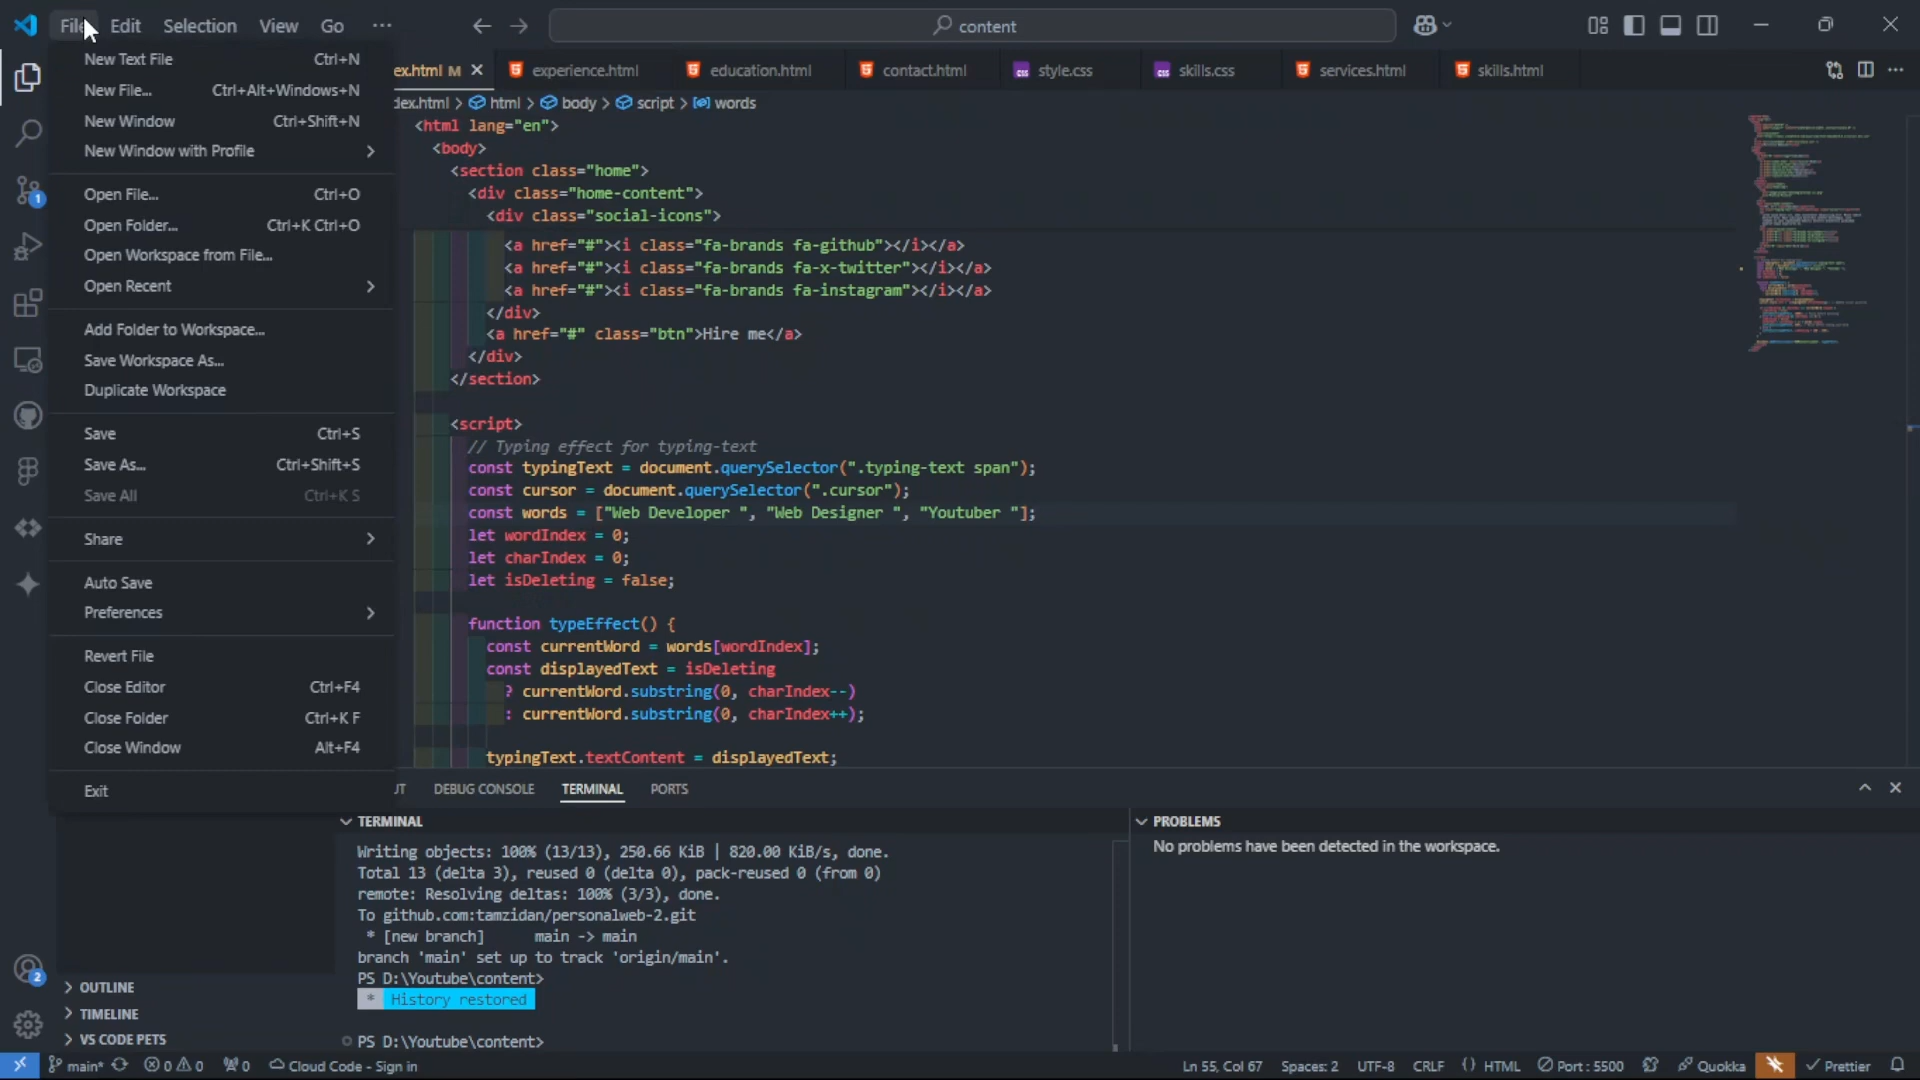 File Edit Selection View Go ···
content
New Text File Ctrl+N
New File... Ctrl+Alt+Windows+N
New Window Ctrl+Shift+N
New Window with Profile
Open File... Ctrl+O
Open Folder... Ctrl+K Ctrl+O
Open Workspace from File...
Open Recent
Add Folder to Workspace...
Save Workspace As...
Duplicate Workspace
Save Ctrl+S
Save As... Ctrl+Shift+S
Save All Ctrl+K S
Share
Auto Save
Preferences
Revert File
Close Editor Ctrl+F4
Close Folder Ctrl+K F
Close Window Alt+F4
Exit
ex.html M experience.html education.html contact.html style.css skills.css services.html skills.html
dex.html > html > body > script > words
<html lang="en">
<body>
<section class="home">
<div class="home-content">
<div class="social-icons">
<a href="#"><i class="fa-brands fa-github"></i></a>
<a href="#"><i class="fa-brands fa-x-twitter"></i></a>
<a href="#"><i class="fa-brands fa-instagram"></i></a>
</div>
<a href="#" class="btn">Hire me</a>
</div>
</section>
<script>
// Typing effect for typing-text
const typingText = document.querySelector(".typing-text span");
const cursor = document.querySelector(".cursor");
const words = ["Web Developer ", "Web Designer ", "Youtuber "];
let wordIndex = 0;
let charIndex = 0;
let isDeleting = false;
function typeEffect() {
const currentWord = words[wordIndex];
const displayedText = isDeleting
? currentWord.substring(0, charIndex--)
: currentWord.substring(0, charIndex++);
typingText.textContent = displayedText;
UT DEBUG CONSOLE TERMINAL PORTS
TERMINAL
Writing objects: 100% (13/13), 250.66 KiB | 820.00 KiB/s, done.
Total 13 (delta 3), reused 0 (delta 0), pack-reused 0 (from 0)
remote: Resolving deltas: 100% (3/3), done.
To github.com:tamzidan/personalweb-2.git
* [new branch] main -> main
branch 'main' set up to track 'origin/main'.
PS D:\Youtube\content>
* History restored
PS D:\Youtube\content>
PROBLEMS
No problems have been detected in the workspace.
1
2
OUTLINE
TIMELINE
VS CODE PETS
main* 0 0 0 Cloud Code - Sign in Ln 55, Col 67 Spaces: 2 UTF-8 CRLF {} HTML Port : 5500 Quokka Prettier